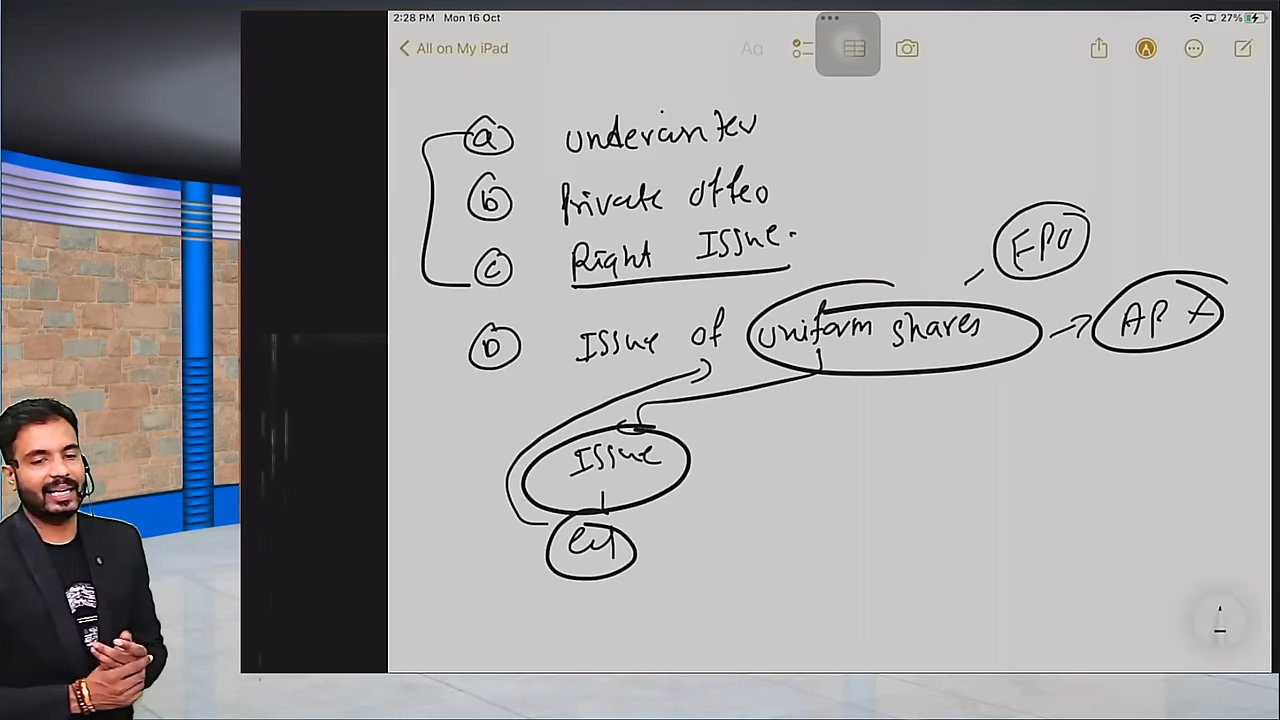 2:28 PM Mon 16 Oct
27%
All on My iPad
Aa
a underwriter
b Private offer
c Right Issue.
FPO
D Issue of uniform shares
AP
Issue